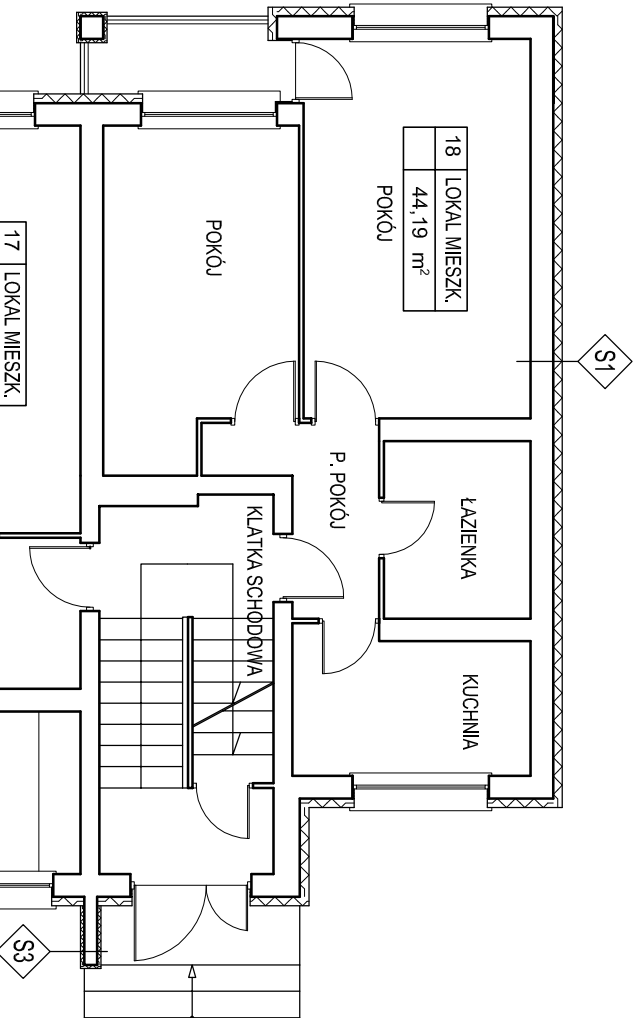 S1
18 LOKAL MIESZK.
44,19 m²
POKÓJ
POKÓJ
P. POKÓJ
ŁAZIENKA
KUCHNIA
KLATKA SCHODOWA
17 LOKAL MIESZK.
S3